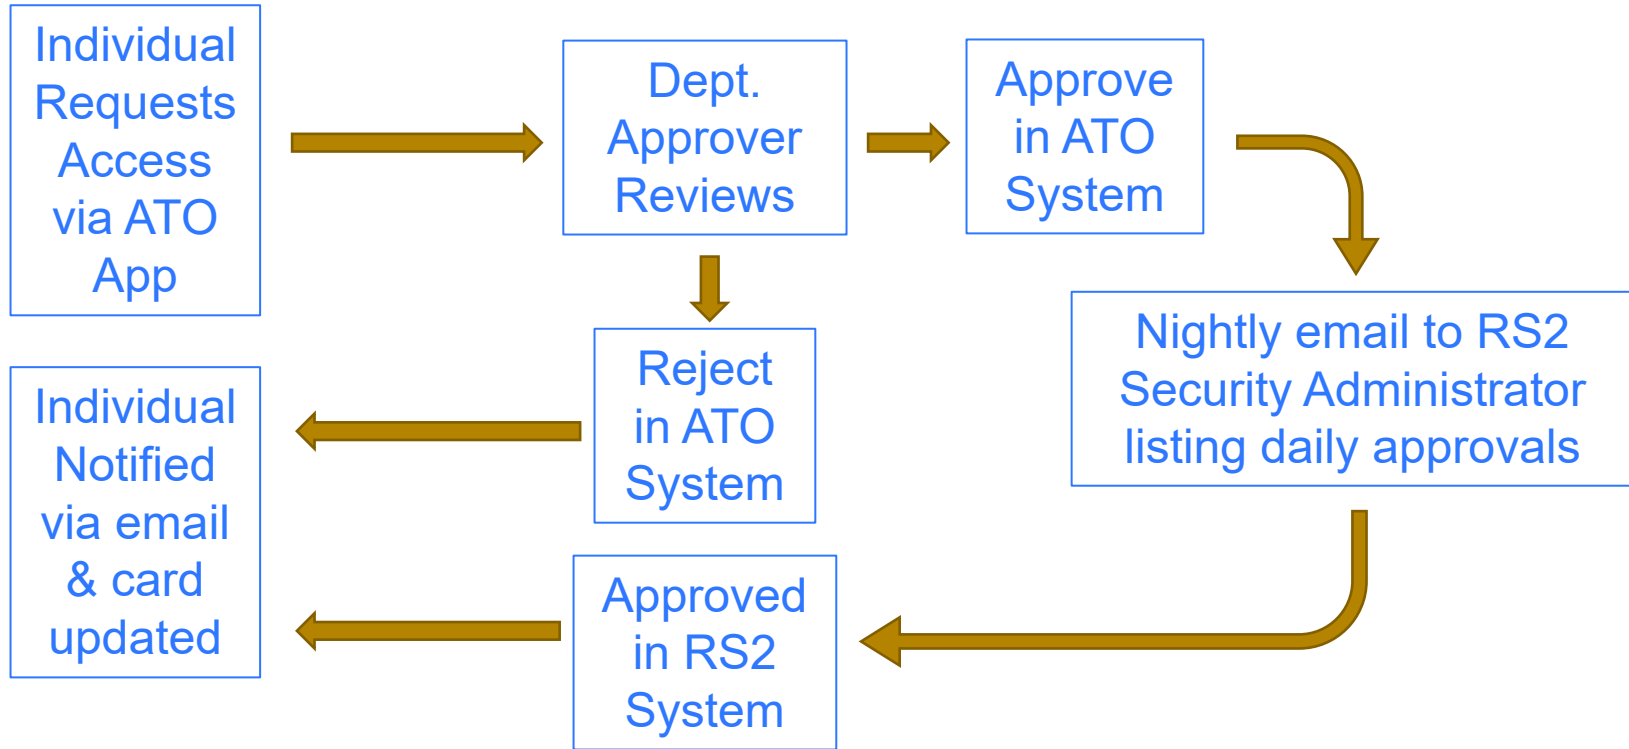 Individual
Requests
Access
via ATO
App
Dept.
Approver
Reviews
Approve
in ATO
System
Nightly email to RS2
Security Administrator
listing daily approvals
Reject
in ATO
System
Approved
in RS2
System
Individual
Notified
via email
& card
updated